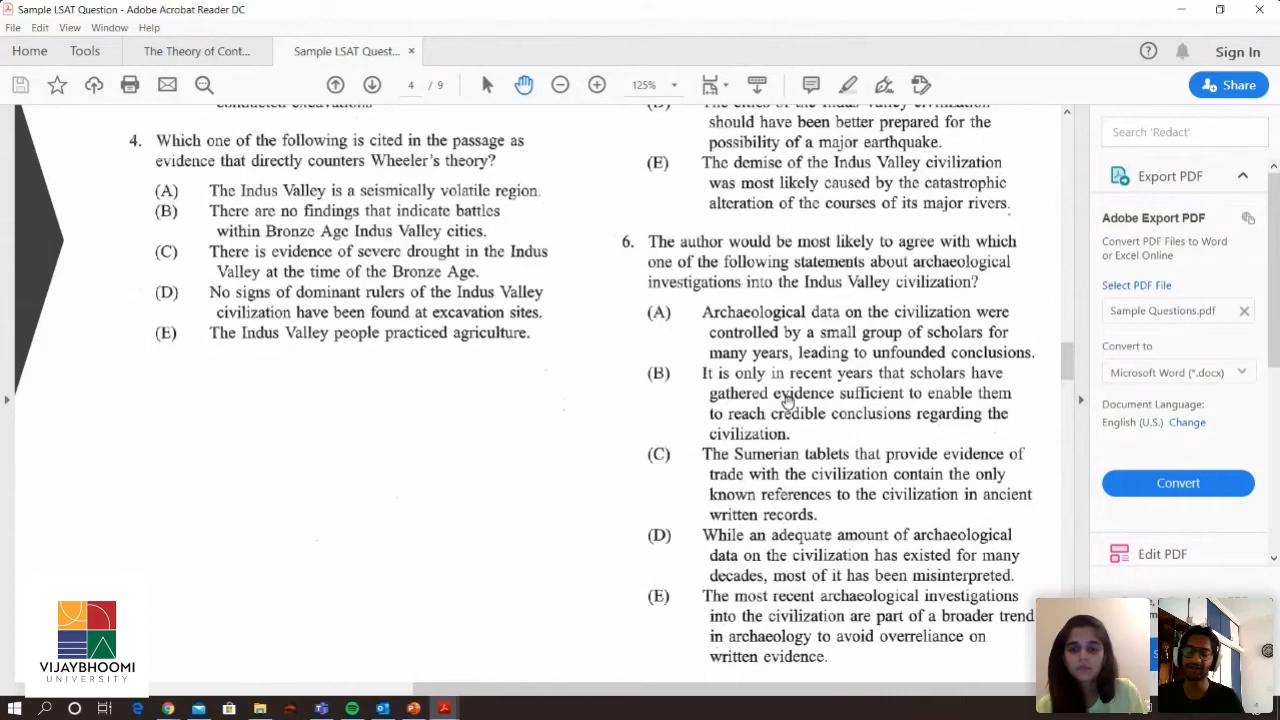 Sample LSAT Question - Adobe Acrobat Reader DC
File Edit View Window Help
Home Tools The Theory of Cont... Sample LSAT Quest... × Sign In
4 / 9 125% Share
4. Which one of the following is cited in the passage as
evidence that directly counters Wheeler's theory?
(A) The Indus Valley is a seismically volatile region.
(B) There are no findings that indicate battles
within Bronze Age Indus Valley cities.
(C) There is evidence of severe drought in the Indus
Valley at the time of the Bronze Age.
(D) No signs of dominant rulers of the Indus Valley
civilization have been found at excavation sites.
(E) The Indus Valley people practiced agriculture.
(D) The cities of the Indus Valley civilization
should have been better prepared for the
possibility of a major earthquake.
(E) The demise of the Indus Valley civilization
was most likely caused by the catastrophic
alteration of the courses of its major rivers.
6. The author would be most likely to agree with which
one of the following statements about archaeological
investigations into the Indus Valley civilization?
(A) Archaeological data on the civilization were
controlled by a small group of scholars for
many years, leading to unfounded conclusions.
(B) It is only in recent years that scholars have
gathered evidence sufficient to enable them
to reach credible conclusions regarding the
civilization.
(C) The Sumerian tablets that provide evidence of
trade with the civilization contain the only
known references to the civilization in ancient
written records.
(D) While an adequate amount of archaeological
data on the civilization has existed for many
decades, most of it has been misinterpreted.
(E) The most recent archaeological investigations
into the civilization are part of a broader trend
in archaeology to avoid overreliance on
written evidence.
Search 'Redact'
Export PDF
Adobe Export PDF
Convert PDF Files to Word
or Excel Online
Select PDF File
Sample Questions.pdf
Convert to
Microsoft Word (*.docx)
Document Language:
English (U.S.) Change
Convert
Edit PDF
VIJAYBHOOMI
UNIVERSITY